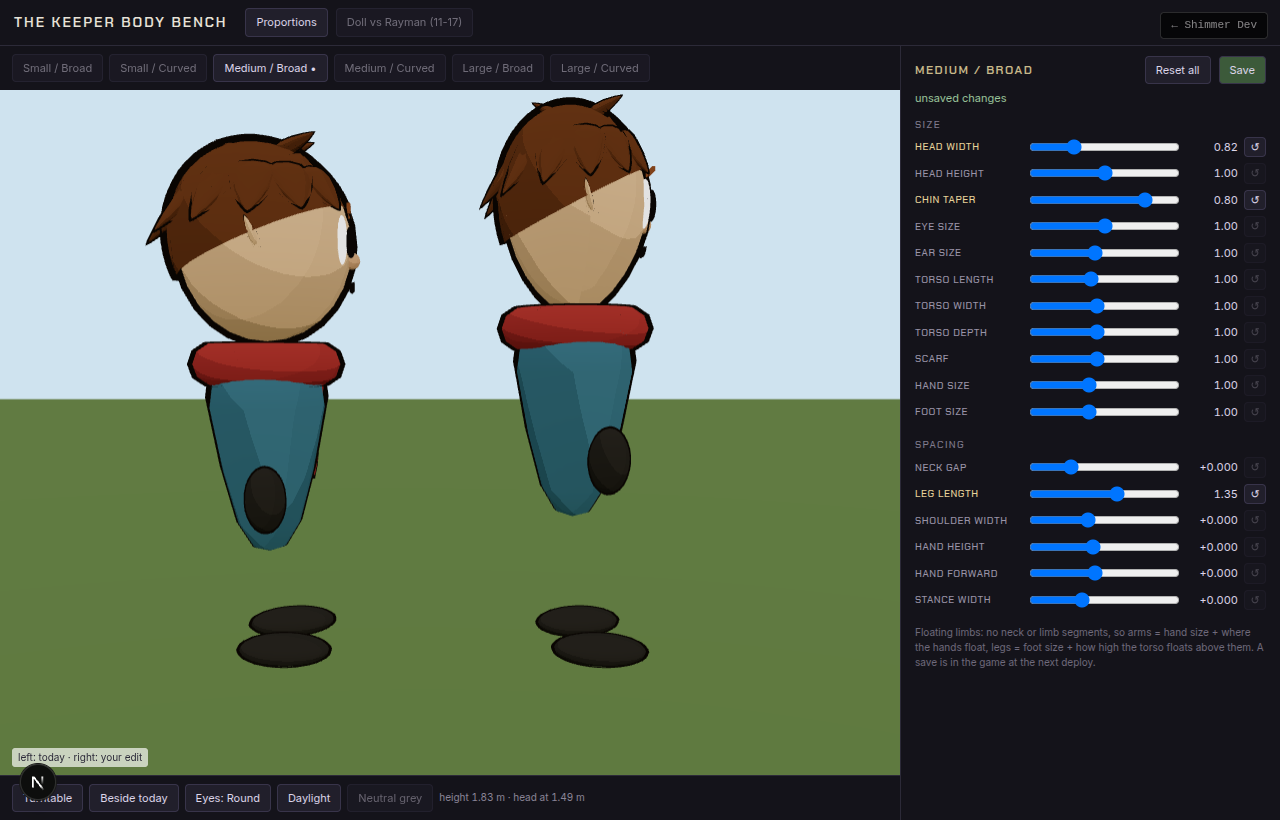 THE KEEPER BODY BENCH
Proportions
Doll vs Rayman (11-17)
← Shimmer Dev
Small / Broad
Small / Curved
Medium / Broad •
Medium / Curved
Large / Broad
Large / Curved
MEDIUM / BROAD
Reset all
Save
unsaved changes
SIZE
HEAD WIDTH 0.82 ↺
HEAD HEIGHT 1.00 ↺
CHIN TAPER 0.80 ↺
EYE SIZE 1.00 ↺
EAR SIZE 1.00 ↺
TORSO LENGTH 1.00 ↺
TORSO WIDTH 1.00 ↺
TORSO DEPTH 1.00 ↺
SCARF 1.00 ↺
HAND SIZE 1.00 ↺
FOOT SIZE 1.00 ↺
SPACING
NECK GAP +0.000 ↺
LEG LENGTH 1.35 ↺
SHOULDER WIDTH +0.000 ↺
HAND HEIGHT +0.000 ↺
HAND FORWARD +0.000 ↺
STANCE WIDTH +0.000 ↺
Floating limbs: no neck or limb segments, so arms = hand size + where
the hands float, legs = foot size + how high the torso floats above them. A
save is in the game at the next deploy.
left: today · right: your edit
N
Beside today
Eyes: Round
Daylight
Neutral grey
height 1.83 m · head at 1.49 m